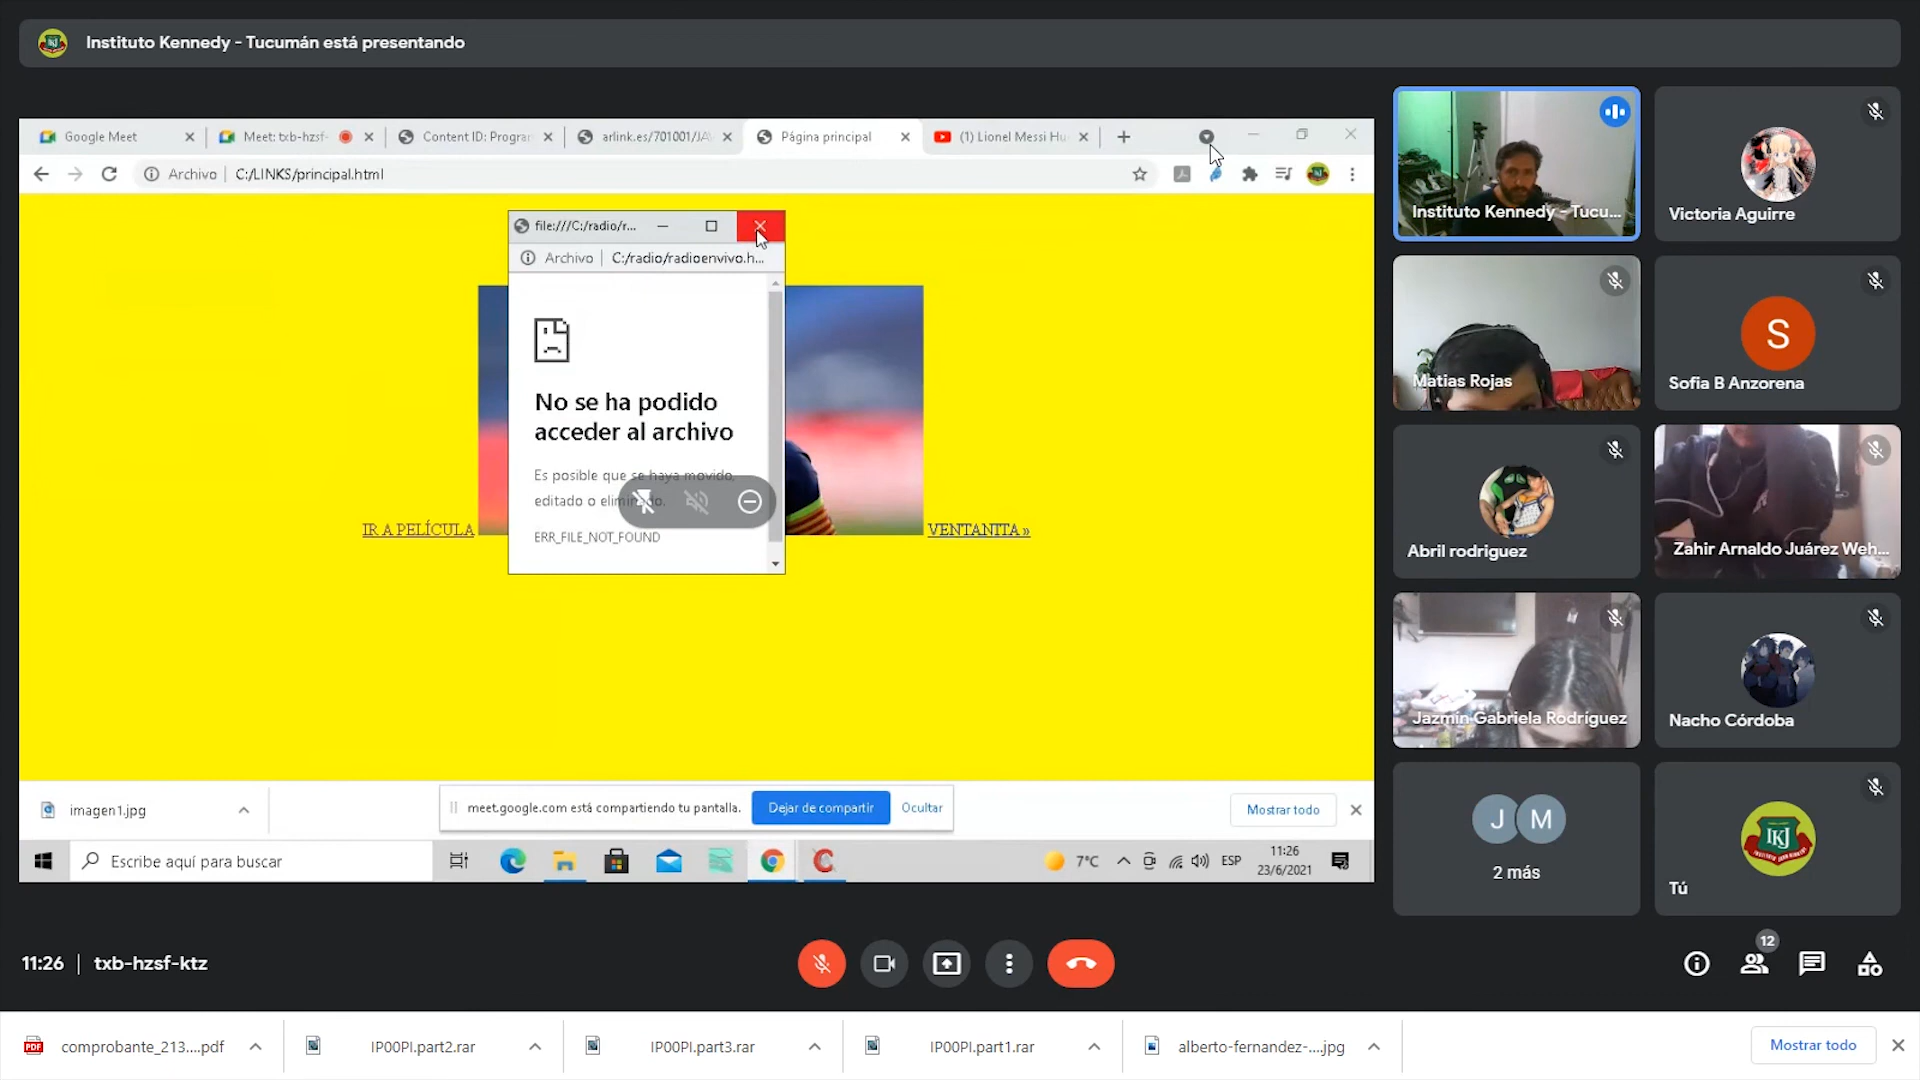 Instituto Kennedy - Tucumán está presentando
Google Meet
Meet: txb-hzsf-
Content ID: Progran
arlink.es/701001/JA
Página principal
(1) Lionel Messi Hu
Archivo
C:/LINKS/principal.html
file:///C:/radio/r...
Archivo
C:/radio/radioenvivo.h...
No se ha podido
acceder al archivo
Es posible que se haya movido,
editado o eliminado.
ERR_FILE_NOT_FOUND
IR A PELÍCULA
VENTANITA »
imagen1.jpg
meet.google.com está compartiendo tu pantalla.
Dejar de compartir
Ocultar
Mostrar todo
Escribe aquí para buscar
7°C
ESP
11:26
23/6/2021
Instituto Kennedy - Tucu...
Victoria Aguirre
Matias Rojas
S
Sofia B Anzorena
Abril rodriguez
Zahir Arnaldo Juárez Weh...
Jazmin Gabriela Rodriguez
Nacho Córdoba
J M
2 más
IKJ
Tú
11:26
txb-hzsf-ktz
12
PDF
comprobante_213....pdf
IP00PI.part2.rar
IP00PI.part3.rar
IP00PI.part1.rar
alberto-fernandez-....jpg
Mostrar todo